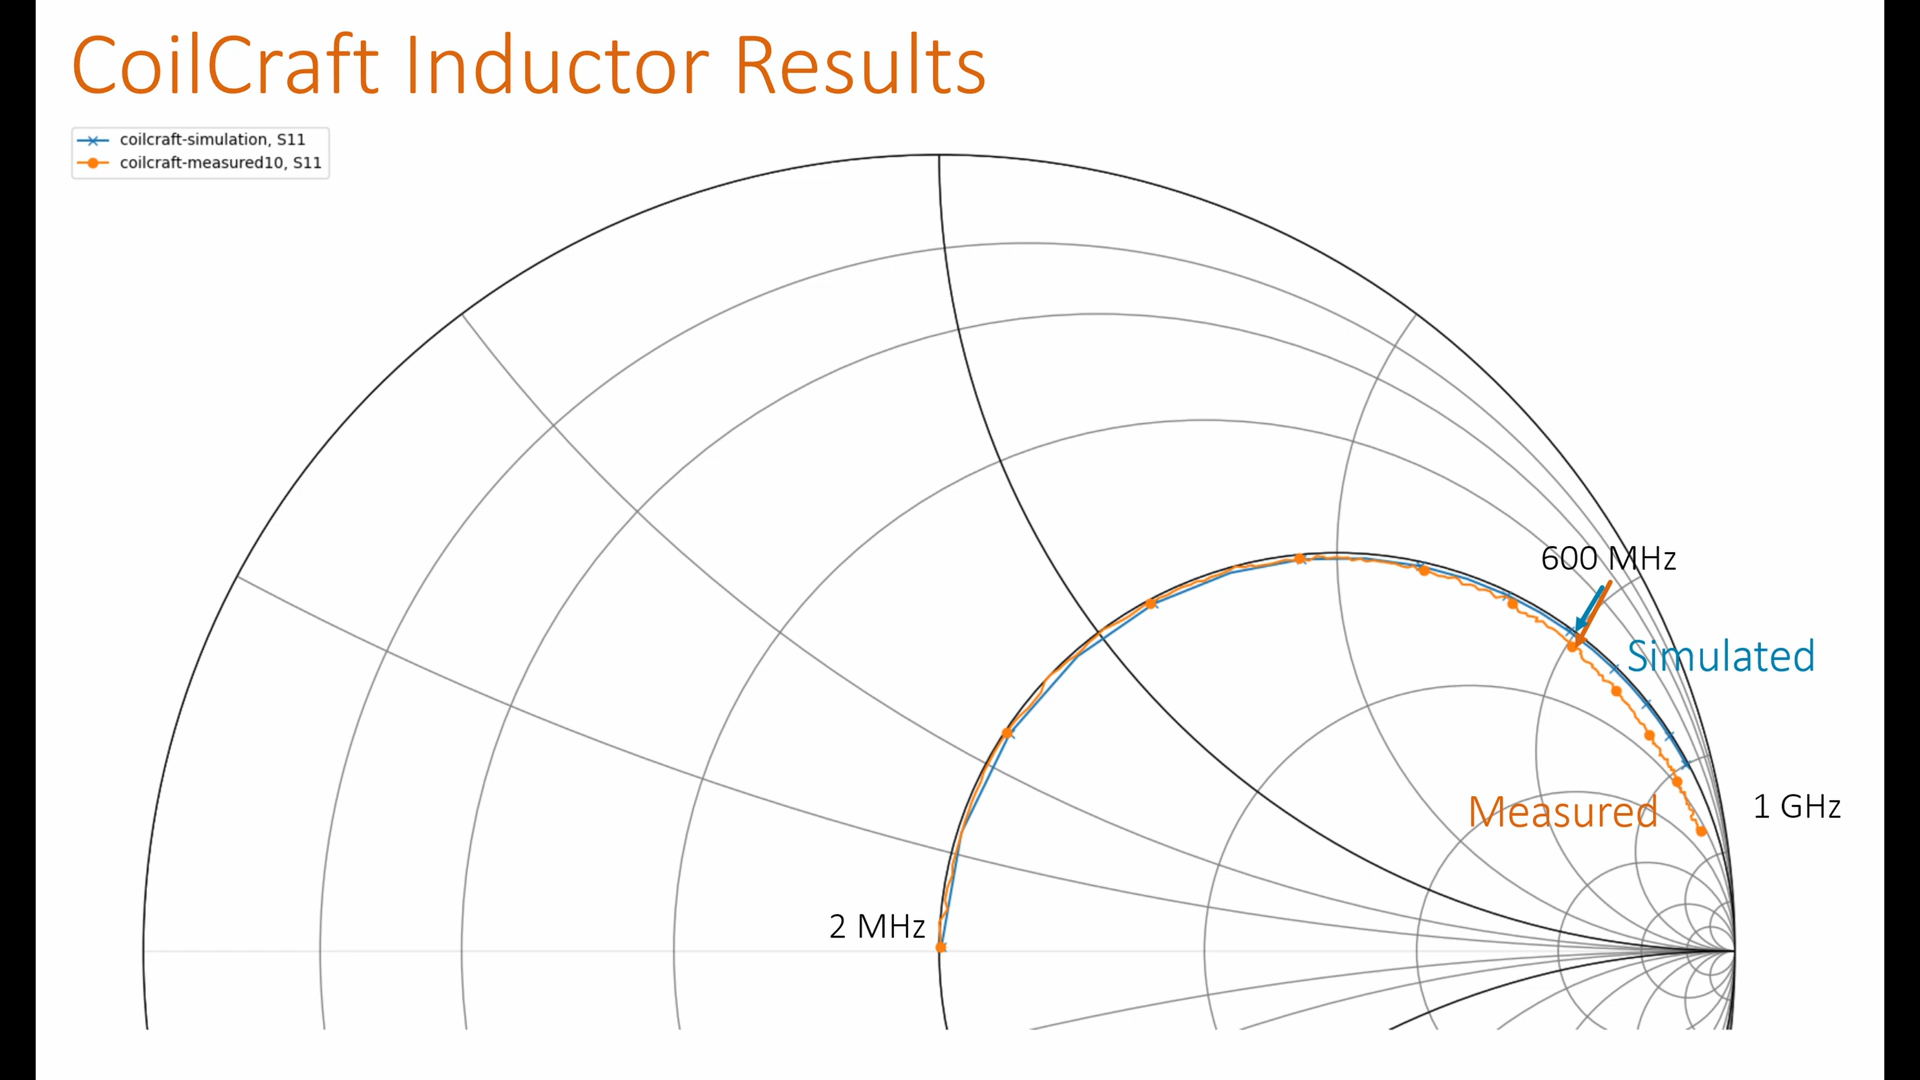 CoilCraft Inductor Results
coilcraft-simulation, S11
coilcraft-measured10, S11
600 MHz
Simulated
Measured
1 GHz
2 MHz